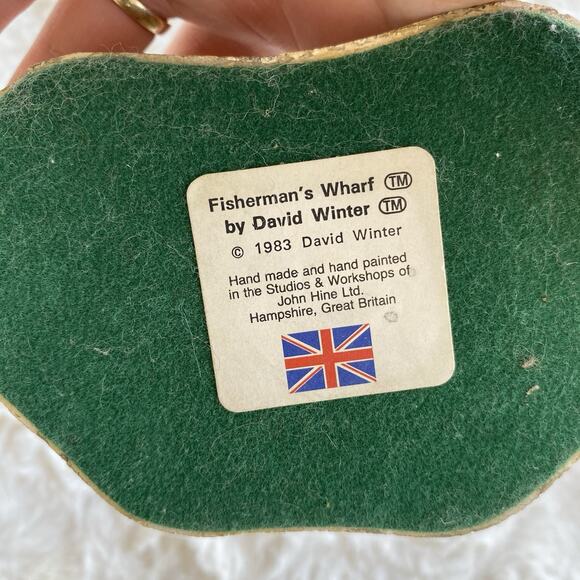 Fisherman's Wharf TM
by David Winter TM
© 1983 David Winter
Hand made and hand painted
in the Studios & Workshops of
John Hine Ltd.
Hampshire, Great Britain